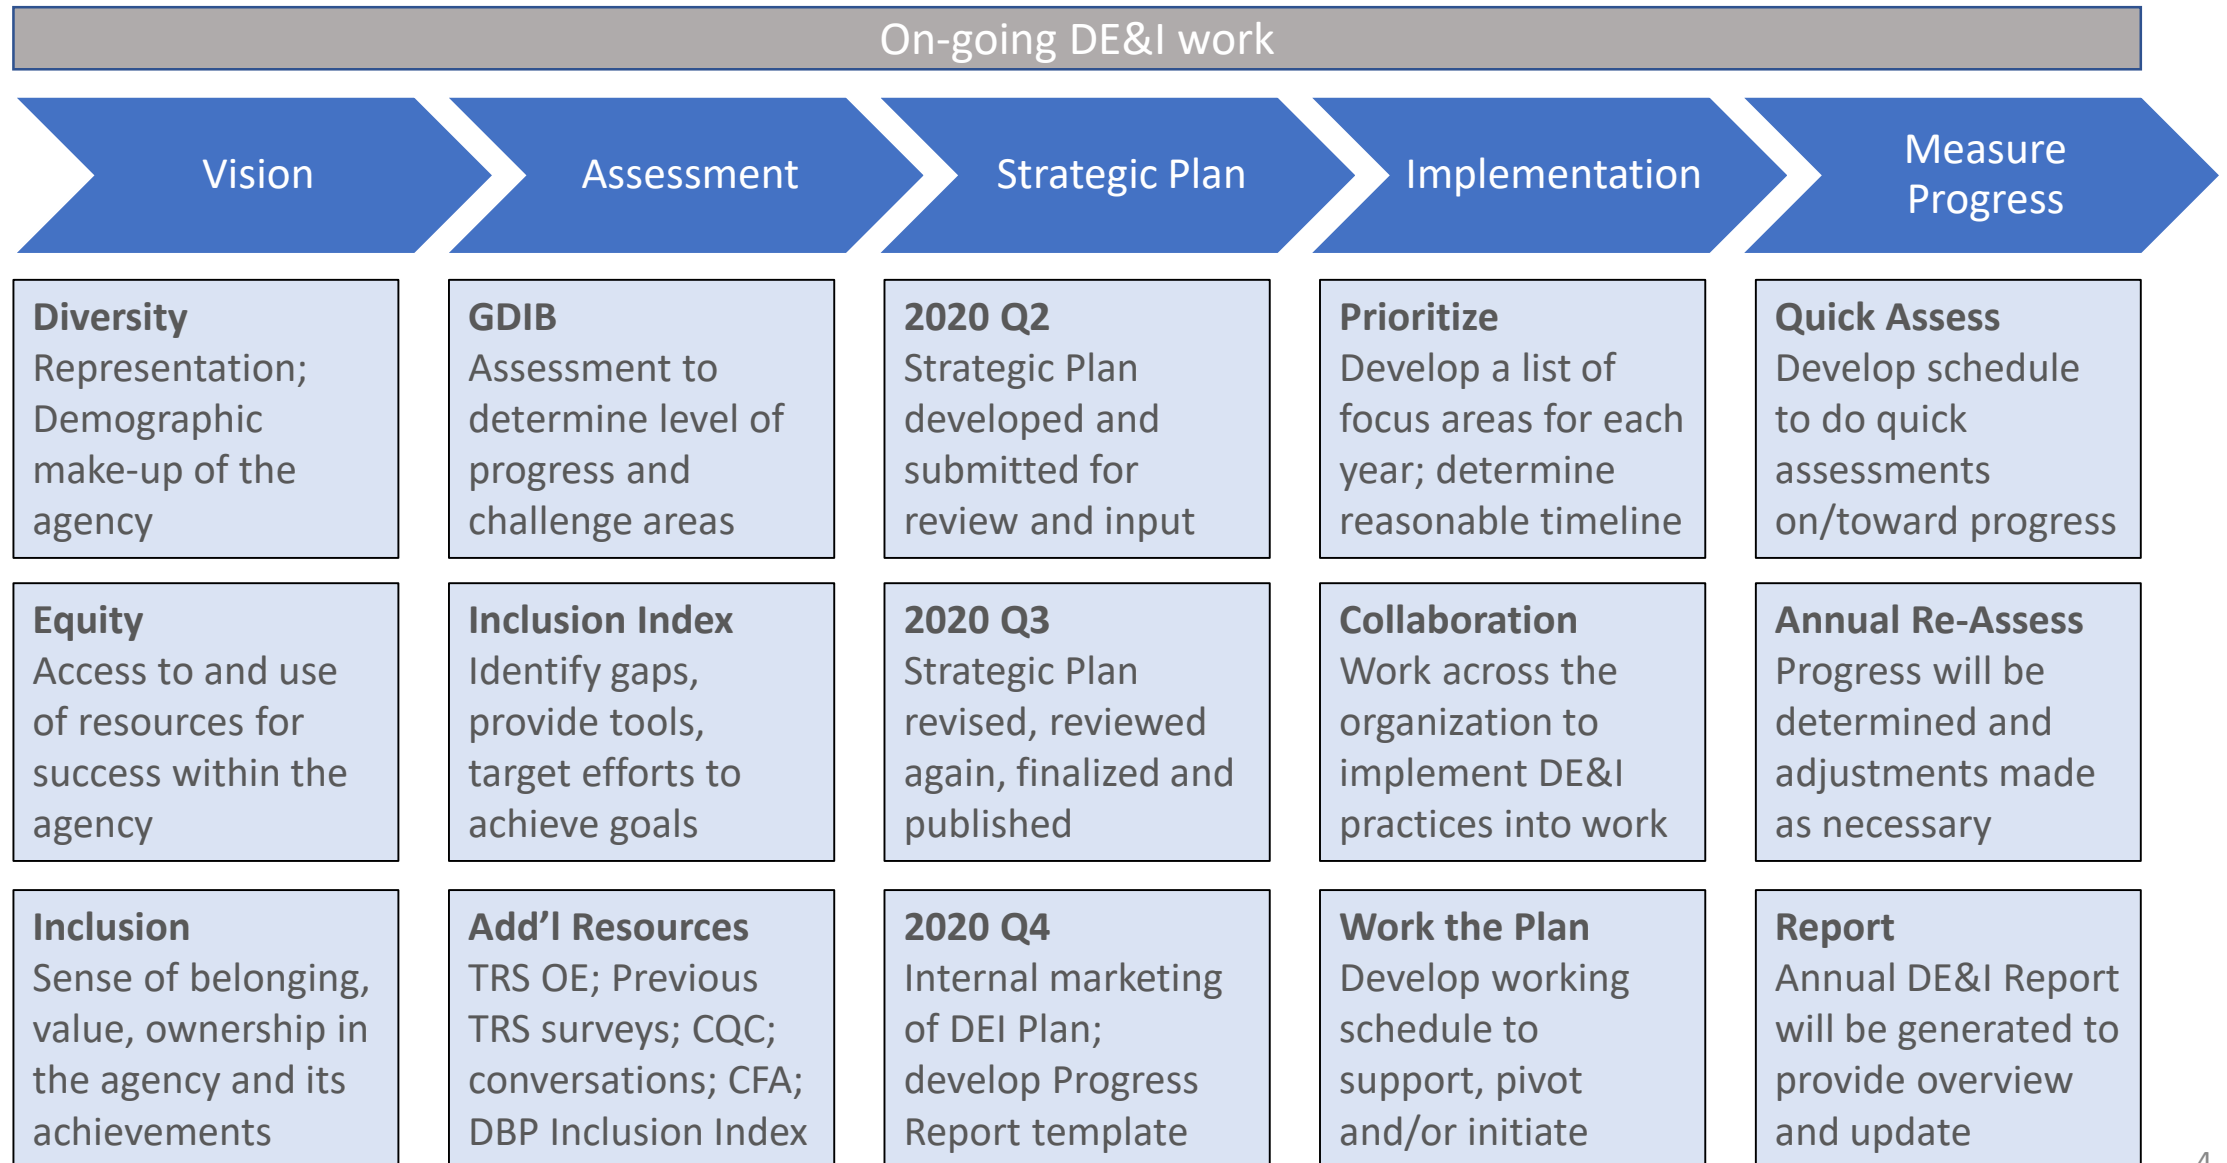 On-going DE&I work
Vision
Assessment
Strategic Plan
Implementation
Measure
Progress
Diversity
Representation;
Demographic
make-up of the
agency
GDIB
Assessment to
determine level of
progress and
challenge areas
2020 Q2
Strategic Plan
developed and
submitted for
review and input
Prioritize
Develop a list of
focus areas for each
year; determine
reasonable timeline
Quick Assess
Develop schedule
to do quick
assessments
on/toward progress
Equity
Access to and use
of resources for
success within the
agency
Inclusion Index
Identify gaps,
provide tools,
target efforts to
achieve goals
2020 Q3
Strategic Plan
revised, reviewed
again, finalized and
published
Collaboration
Work across the
organization to
implement DE&I
practices into work
Annual Re-Assess
Progress will be
determined and
adjustments made
as necessary
Inclusion
Sense of belonging,
value, ownership in
the agency and its
achievements
Add’l Resources
TRS OE; Previous
TRS surveys; CQC;
conversations; CFA;
DBP Inclusion Index
2020 Q4
Internal marketing
of DEI Plan;
develop Progress
Report template
Work the Plan
Develop working
schedule to
support, pivot
and/or initiate
Report
Annual DE&I Report
will be generated to
provide overview
and update